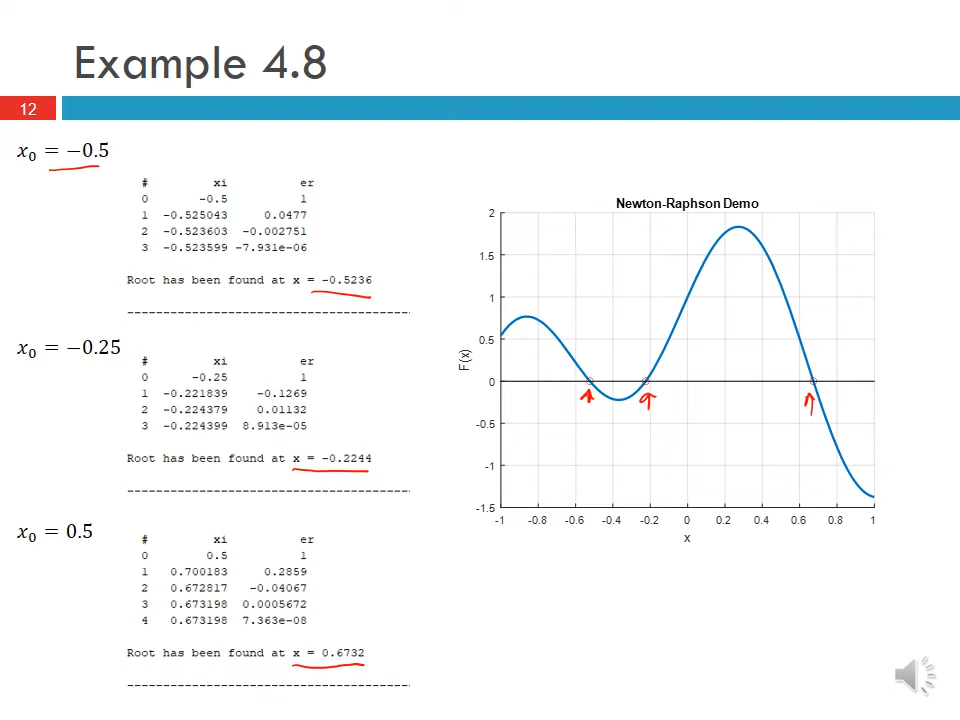 Example 4.8
12
x₀ = −0.5
# xi er
0 -0.5 1
1 -0.525043 0.0477
2 -0.523603 -0.002751
3 -0.523599 -7.931e-06
Root has been found at x = -0.5236
----------------------------------------
x₀ = −0.25
# xi er
0 -0.25 1
1 -0.221839 -0.1269
2 -0.224379 0.01132
3 -0.224399 8.913e-05
Root has been found at x = -0.2244
----------------------------------------
x₀ = 0.5
# xi er
0 0.5 1
1 0.700183 0.2859
2 0.672817 -0.04067
3 0.673198 0.0005672
4 0.673198 7.363e-08
Root has been found at x = 0.6732
----------------------------------------
Newton-Raphson Demo
2
1.5
1
0.5
0
-0.5
-1
-1.5
F(x)
-1 -0.8 -0.6 -0.4 -0.2 0 0.2 0.4 0.6 0.8 1
x